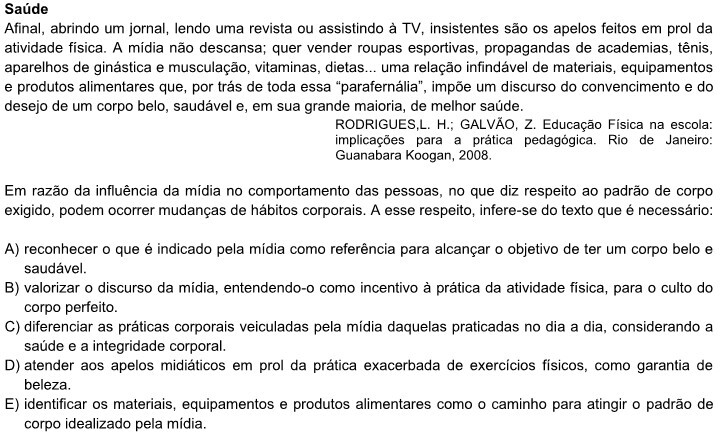 Saúde
Afinal, abrindo um jornal, lendo uma revista ou assistindo à TV, insistentes são os apelos feitos em prol da
atividade física. A mídia não descansa; quer vender roupas esportivas, propagandas de academias, tênis,
aparelhos de ginástica e musculação, vitaminas, dietas... uma relação infindável de materiais, equipamentos
e produtos alimentares que, por trás de toda essa “parafernália”, impõe um discurso do convencimento e do
desejo de um corpo belo, saudável e, em sua grande maioria, de melhor saúde.
RODRIGUES,L. H.; GALVÃO, Z. Educação Física na escola:
implicações para a prática pedagógica. Rio de Janeiro:
Guanabara Koogan, 2008.
Em razão da influência da mídia no comportamento das pessoas, no que diz respeito ao padrão de corpo
exigido, podem ocorrer mudanças de hábitos corporais. A esse respeito, infere-se do texto que é necessário:
A) reconhecer o que é indicado pela mídia como referência para alcançar o objetivo de ter um corpo belo e
saudável.
B) valorizar o discurso da mídia, entendendo-o como incentivo à prática da atividade física, para o culto do
corpo perfeito.
C) diferenciar as práticas corporais veiculadas pela mídia daquelas praticadas no dia a dia, considerando a
saúde e a integridade corporal.
D) atender aos apelos midiáticos em prol da prática exacerbada de exercícios físicos, como garantia de
beleza.
E) identificar os materiais, equipamentos e produtos alimentares como o caminho para atingir o padrão de
corpo idealizado pela mídia.